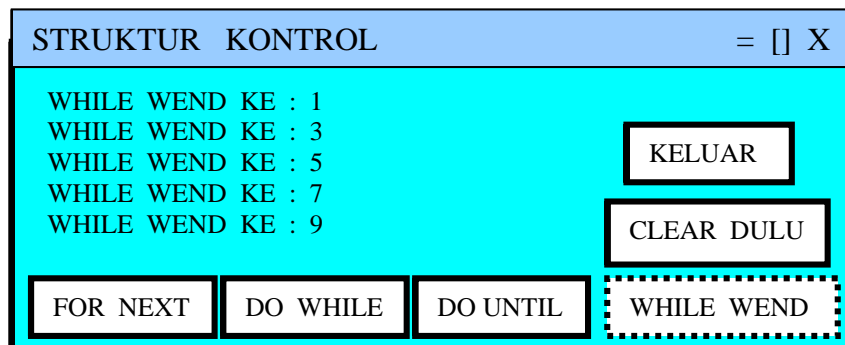 STRUKTUR KONTROL = [] X
WHILE WEND KE : 1
WHILE WEND KE : 3
WHILE WEND KE : 5
WHILE WEND KE : 7
WHILE WEND KE : 9
KELUAR
CLEAR DULU
FOR NEXT DO WHILE DO UNTIL WHILE WEND